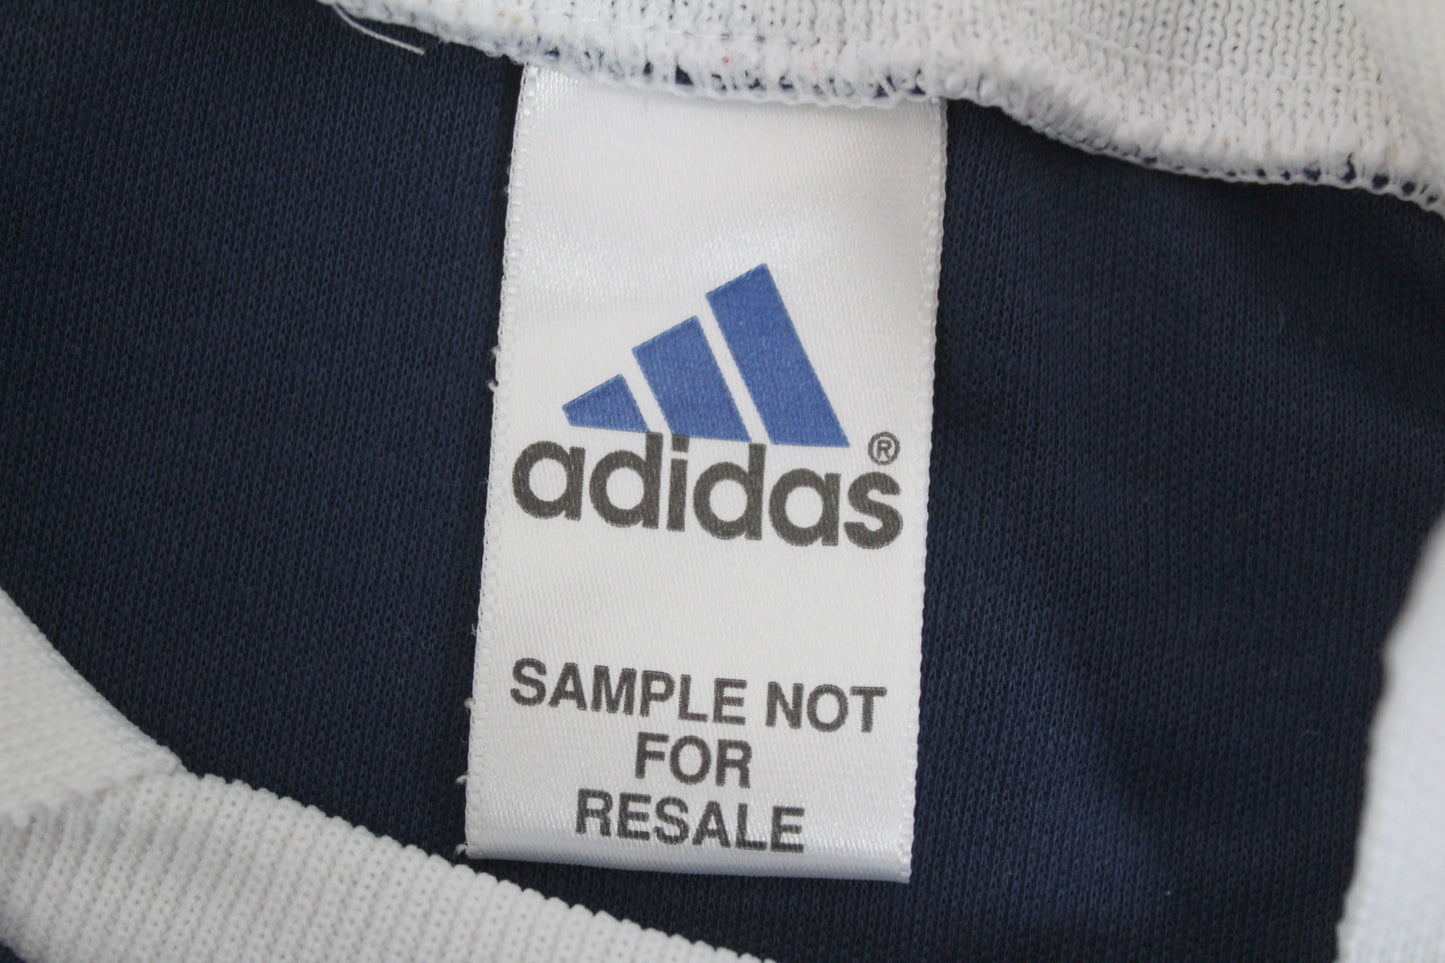 adidas®
SAMPLE NOT
FOR
RESALE